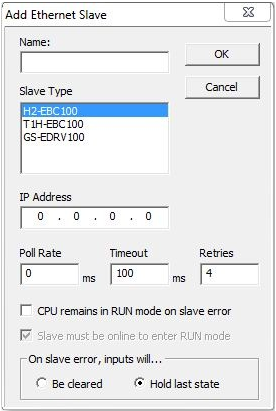 Add Ethernet Slave
Name:
OK
Cancel
Slave Type
H2-EBC100
T1H-EBC100
GS-EDRV100
IP Address
0 . 0 . 0 . 0
Poll Rate Timeout Retries
0 ms 100 ms 4
CPU remains in RUN mode on slave error
Slave must be online to enter RUN mode
On slave error, inputs will...
Be cleared Hold last state